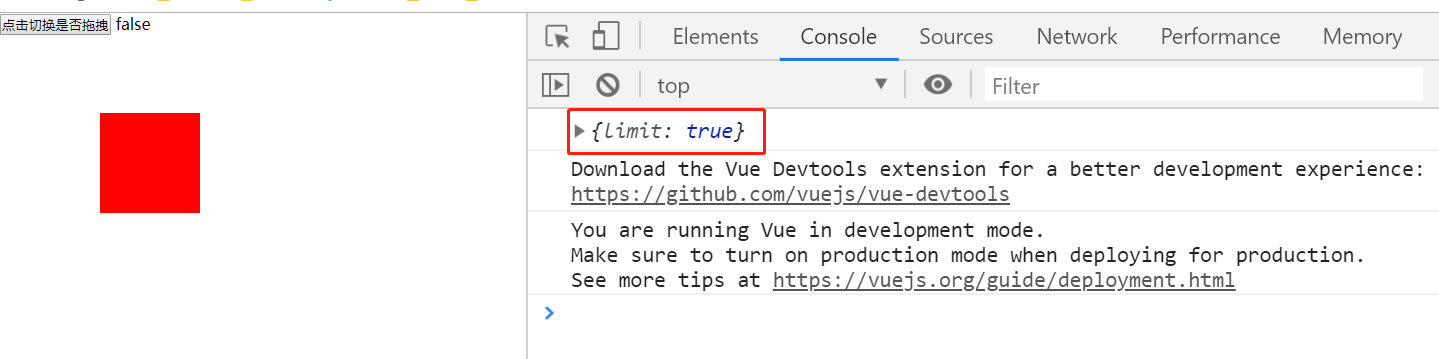 点击切换是否拖拽 false
Elements Console Sources Network Performance Memory
top Filter
{limit: true}
Download the Vue Devtools extension for a better development experience:
https://github.com/vuejs/vue-devtools
You are running Vue in development mode.
Make sure to turn on production mode when deploying for production.
See more tips at https://vuejs.org/guide/deployment.html